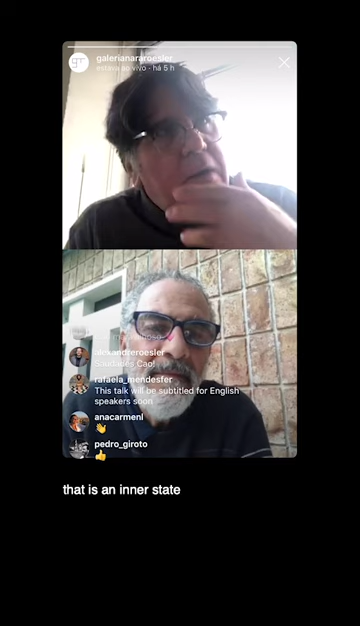 galerianararoesler
esteve ao vivo • há 5 h
alexandreroesler
Saudades Cao!
rafaela_mendesfer
This talk will be subtitled for English
speakers soon
anacarmenl
pedro_giroto
that is an inner state